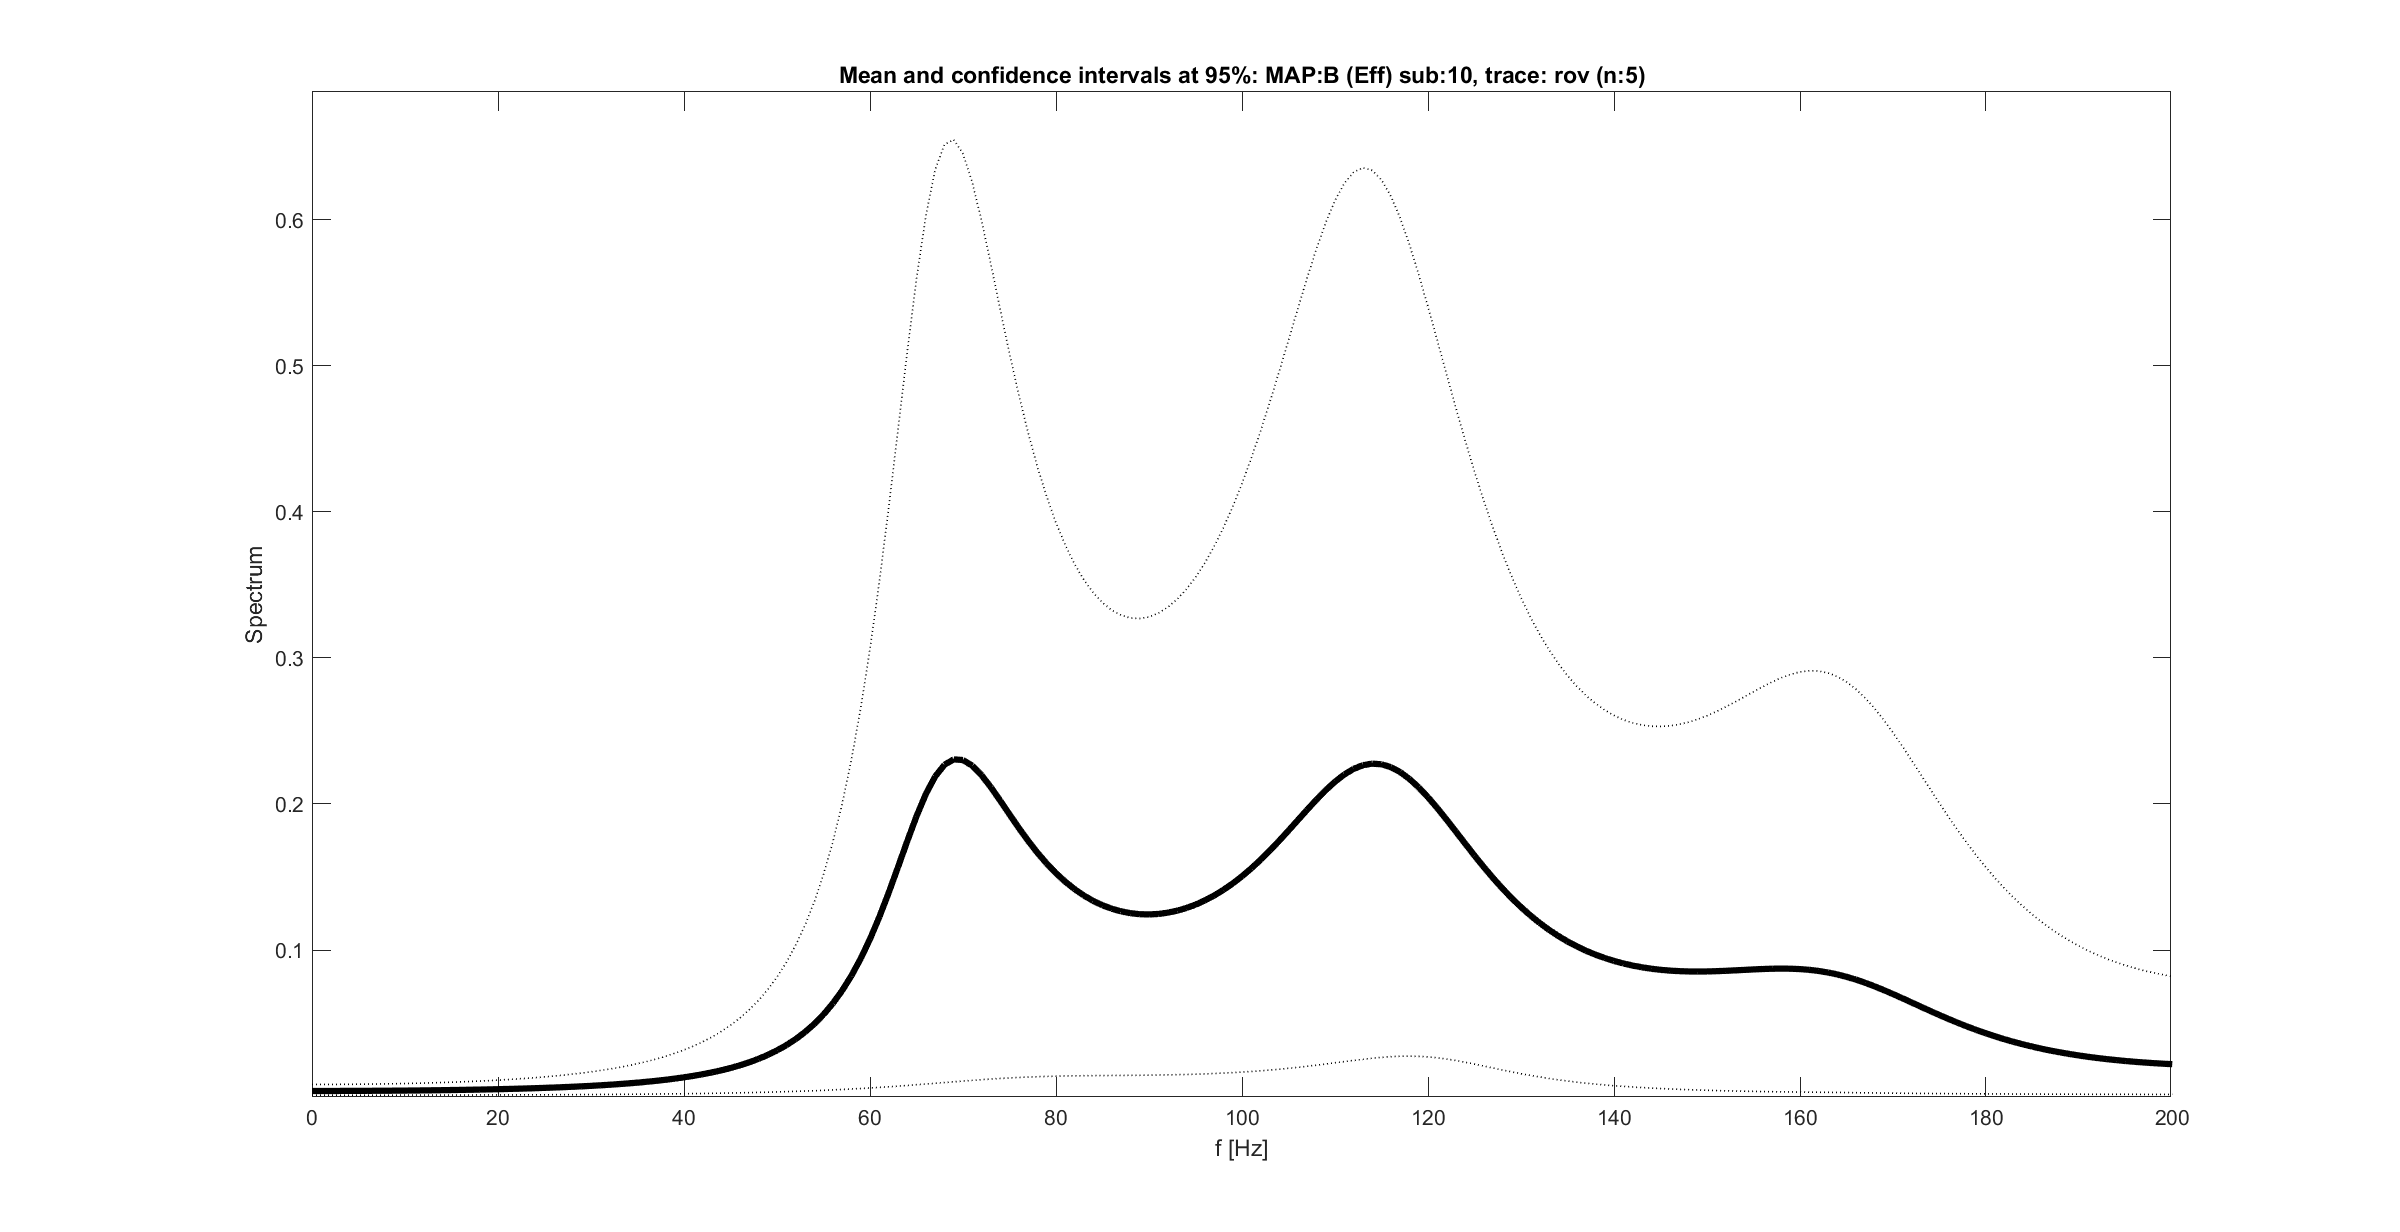 Mean and confidence intervals at 95%: MAP:B (Eff) sub:10, trace: rov (n:5)
0.6
0.5
0.4
0.3
0.2
0.1
Spectrum
0 20 40 60 80 100 120 140 160 180 200
f [Hz]